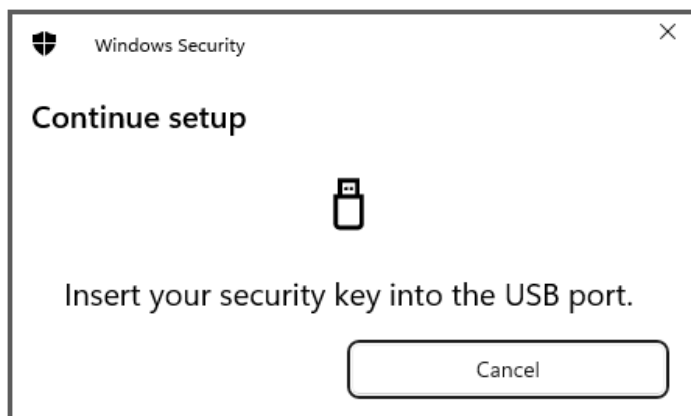 Windows Security
Continue setup
Insert your security key into the USB port.
Cancel